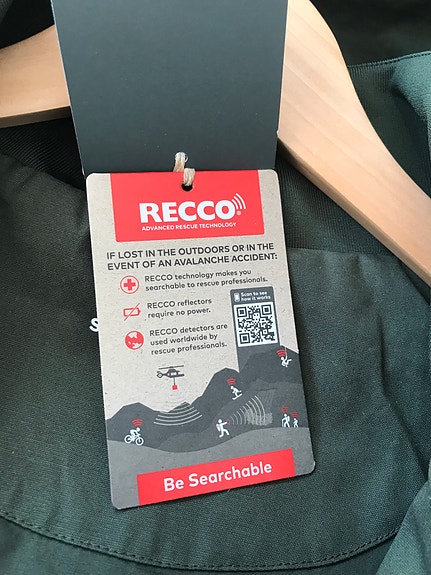 RECCO®
ADVANCED RESCUE TECHNOLOGY
IF LOST IN THE OUTDOORS OR IN THE
EVENT OF AN AVALANCHE ACCIDENT:
RECCO technology makes you
searchable to rescue professionals.
Scan to see
how it works
RECCO reflectors
require no power.
RECCO detectors are
used worldwide by
rescue professionals.
S
Be Searchable